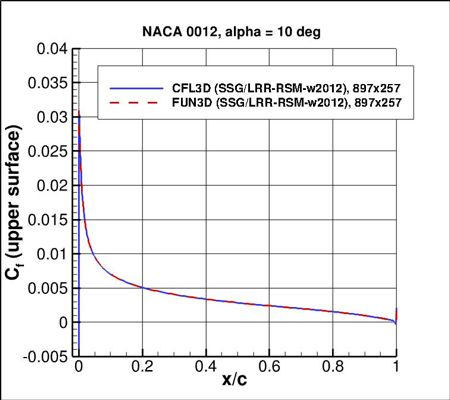 NACA 0012, alpha = 10 deg
CFL3D (SSG/LRR-RSM-w2012), 897x257
FUN3D (SSG/LRR-RSM-w2012), 897x257
0.04
0.035
0.03
0.025
0.02
0.015
0.01
0.005
0
-0.005
Cf (upper surface)
0 0.2 0.4 0.6 0.8 1
x/c